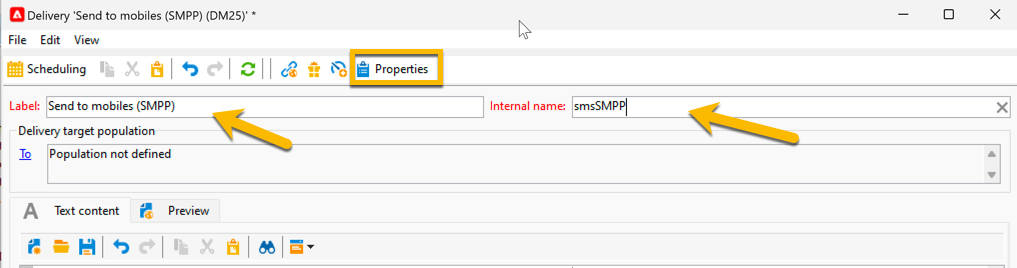 Delivery 'Send to mobiles (SMPP) (DM25)' *
File Edit View
Scheduling Properties
Label: Send to mobiles (SMPP) Internal name: smsSMPP
Delivery target population
To Population not defined
A Text content Preview